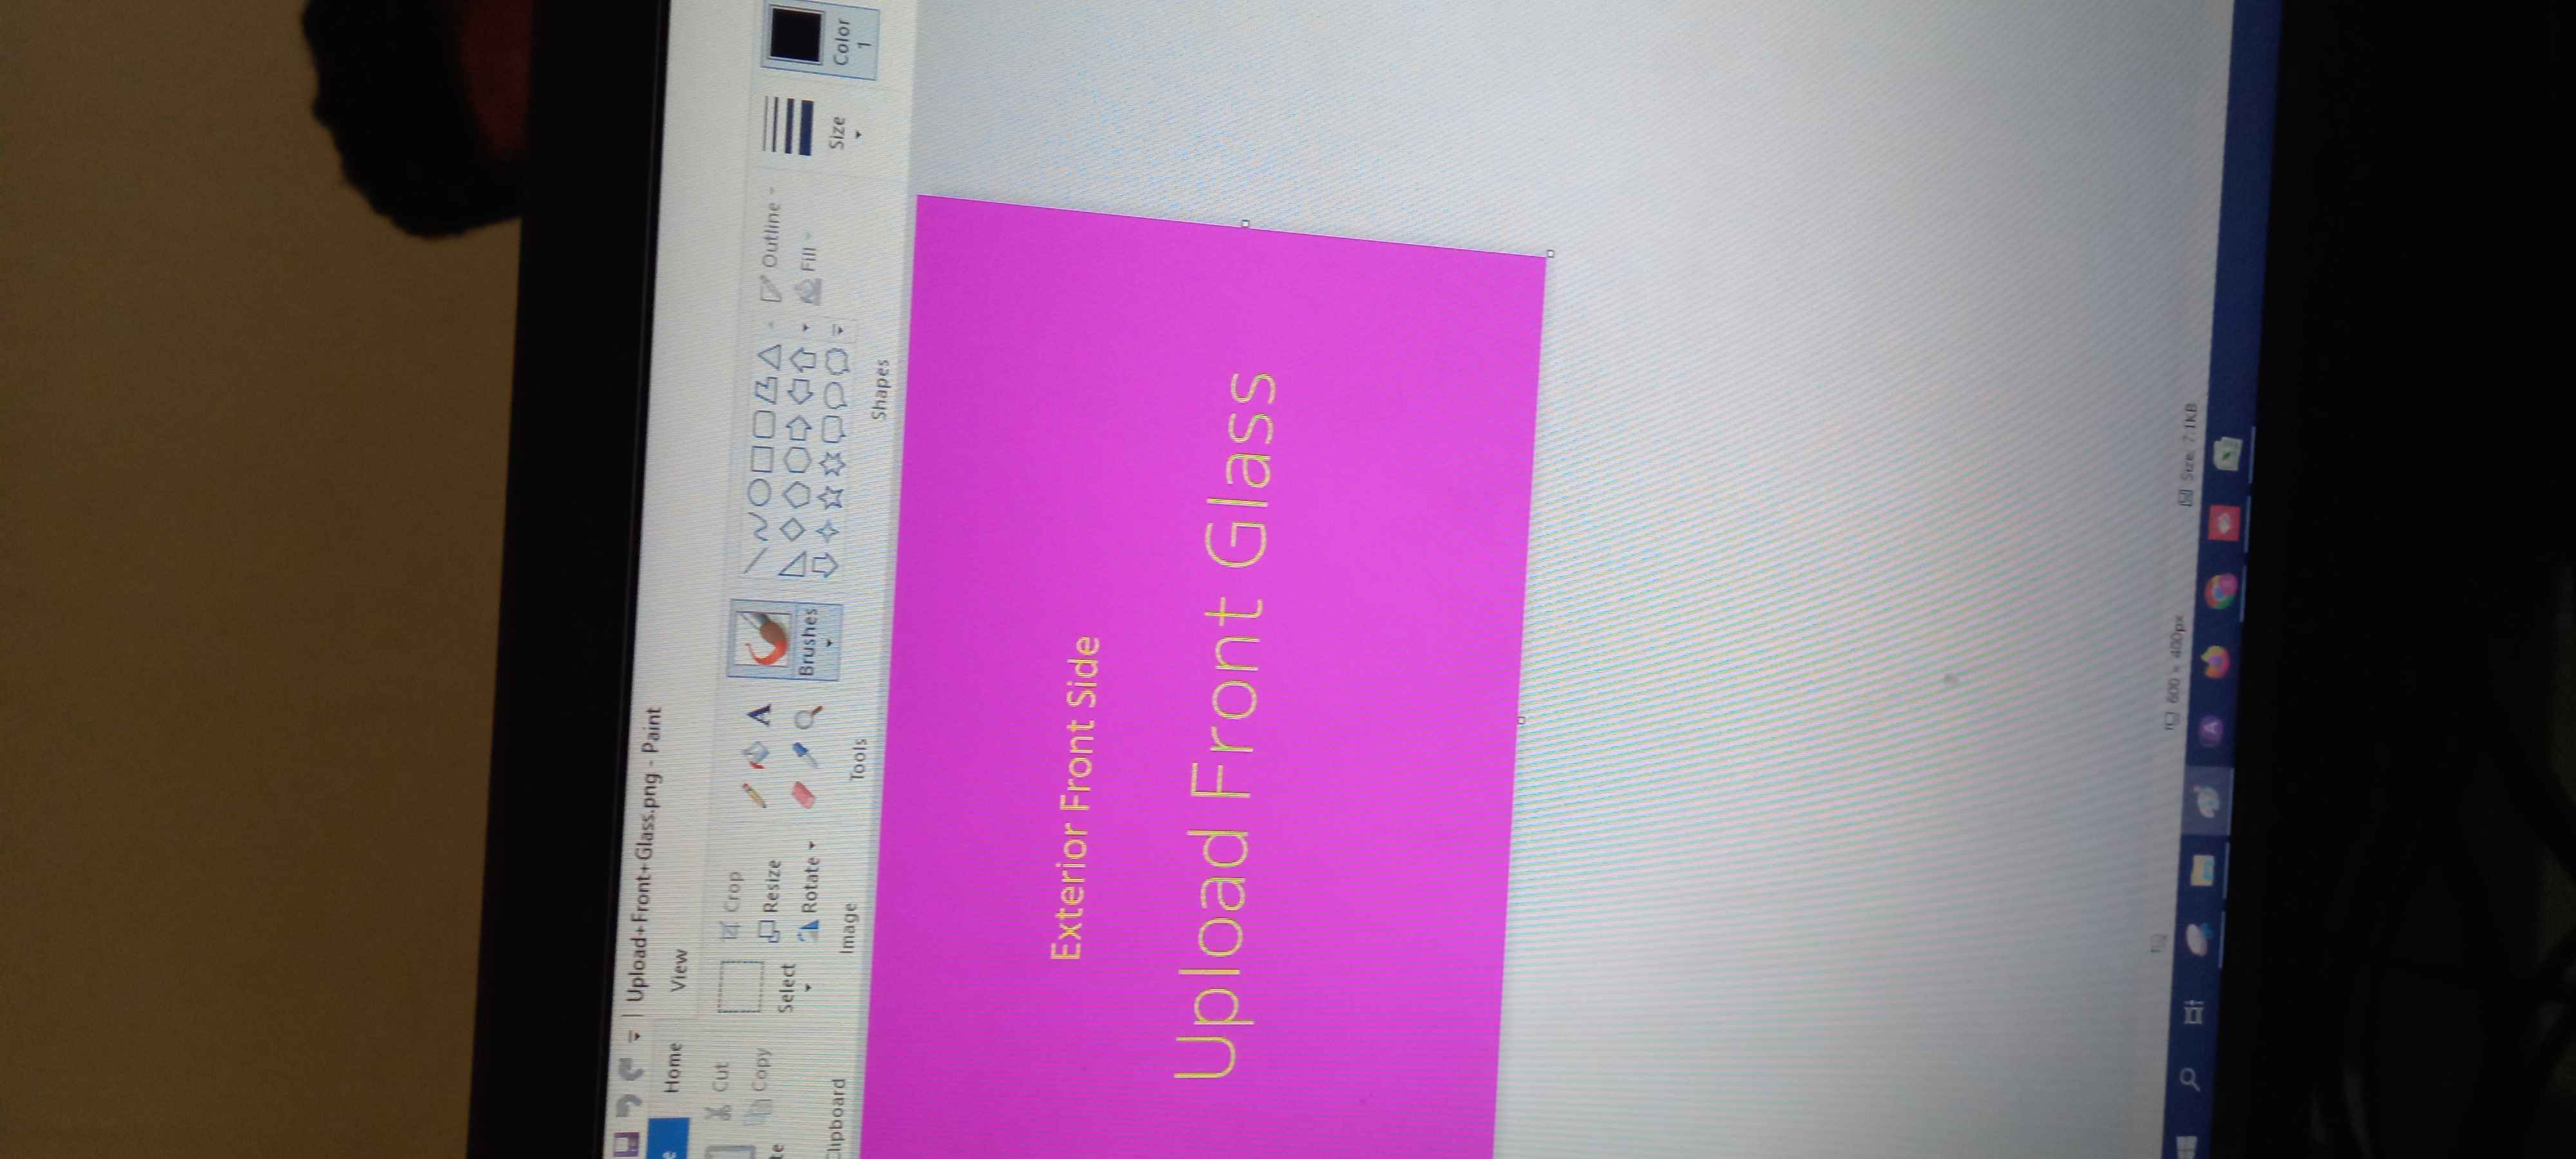 Upload+Front+Glass.png - Paint
Home
View
Cut
Copy
Clipboard
Select
Crop
Resize
Rotate
Image
Tools
Brushes
Shapes
Outline
Fill
Size
Color
1
Exterior Front Side
Upload Front Glass
600 × 400px
Size: 7.1KB